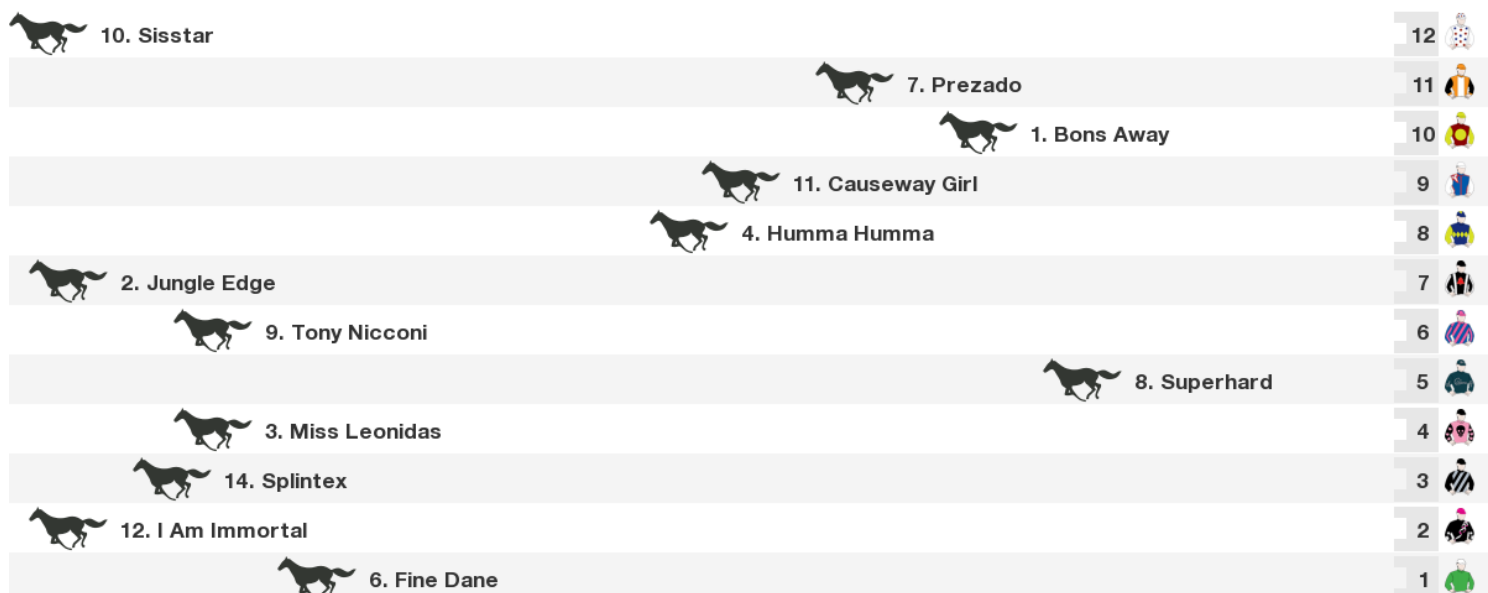 10. Sisstar 12
7. Prezado 11
1. Bons Away 10
11. Causeway Girl 9
4. Humma Humma 8
2. Jungle Edge 7
9. Tony Nicconi 6
8. Superhard 5
3. Miss Leonidas 4
14. Splintex 3
12. I Am Immortal 2
6. Fine Dane 1